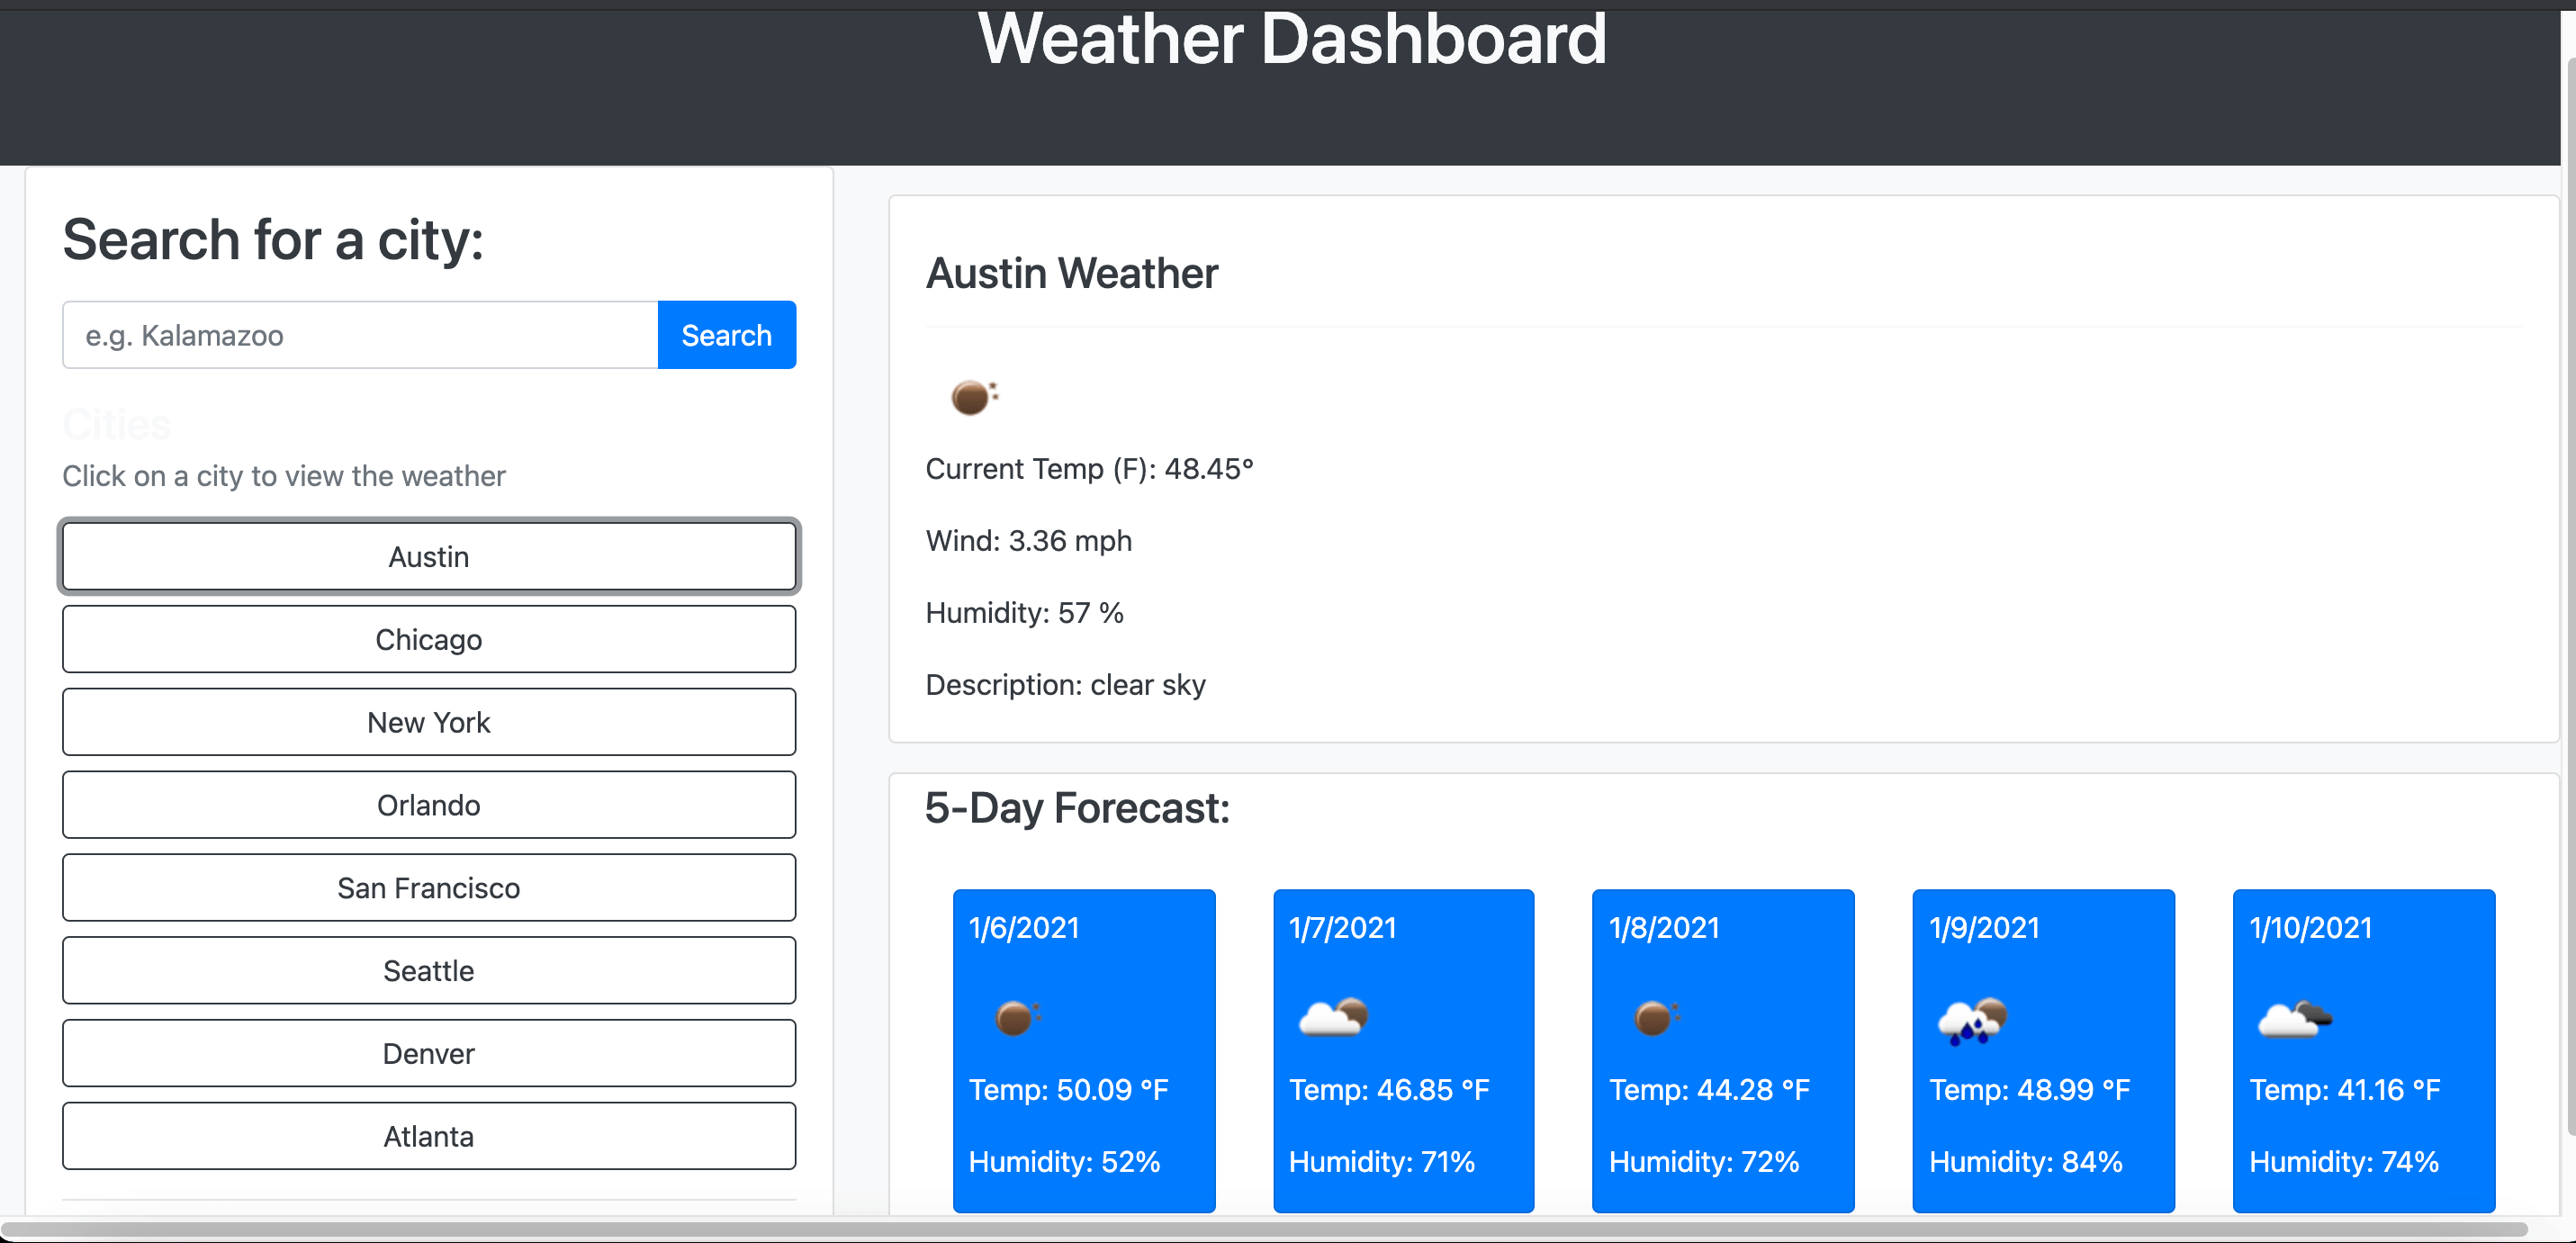 Weather Dashboard
Search for a city:
e.g. Kalamazoo
Search
Cities
Click on a city to view the weather
Austin
Chicago
New York
Orlando
San Francisco
Seattle
Denver
Atlanta
Austin Weather
Current Temp (F): 48.45°
Wind: 3.36 mph
Humidity: 57 %
Description: clear sky
5-Day Forecast:
1/6/2021
Temp: 50.09 °F
Humidity: 52%
1/7/2021
Temp: 46.85 °F
Humidity: 71%
1/8/2021
Temp: 44.28 °F
Humidity: 72%
1/9/2021
Temp: 48.99 °F
Humidity: 84%
1/10/2021
Temp: 41.16 °F
Humidity: 74%